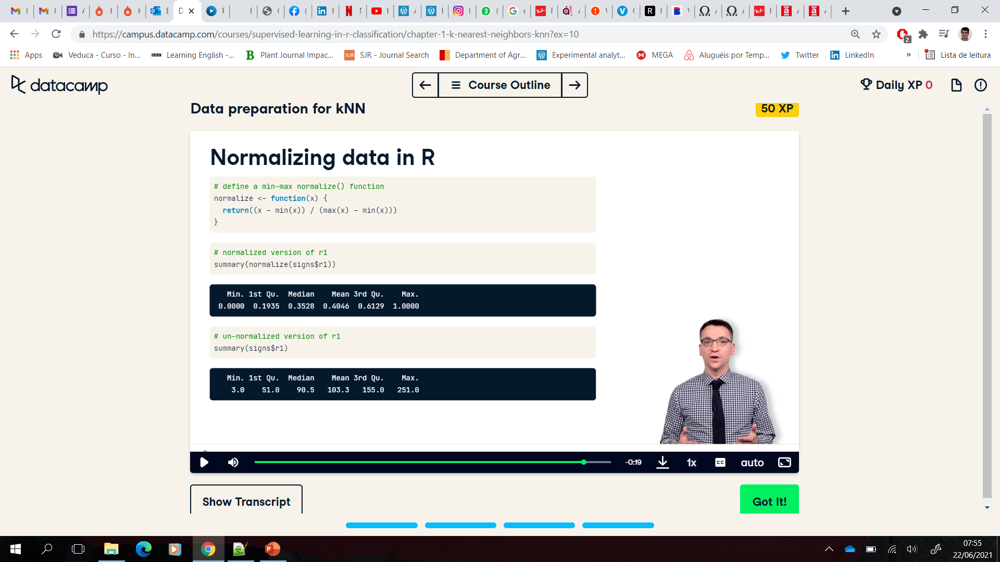 https://campus.datacamp.com/courses/supervised-learning-in-r-classification/chapter-1-k-nearest-neighbors-knn?ex=10
2
Apps Veduca - Curso - In... Learning English -... Plant Journal Impac... SJR - Journal Search Department of Agr... Experimental analyt... MEGA Aluguéis por Temp... Twitter LinkedIn » Lista de leitura
datacamp
Course Outline
Daily XP 0
Data preparation for kNN
50 XP
Normalizing data in R
# define a min-max normalize() function
normalize <- function(x) {
return((x - min(x)) / (max(x) - min(x)))
}
# normalized version of r1
summary(normalize(signs$r1))
Min. 1st Qu. Median Mean 3rd Qu. Max.
0.0000 0.1935 0.3528 0.4046 0.6129 1.0000
# un-normalized version of r1
summary(signs$r1)
Min. 1st Qu. Median Mean 3rd Qu. Max.
3.0 51.0 90.5 103.3 155.0 251.0
-0:19 1x CC auto
Show Transcript
Got It!
07:55
22/06/2021